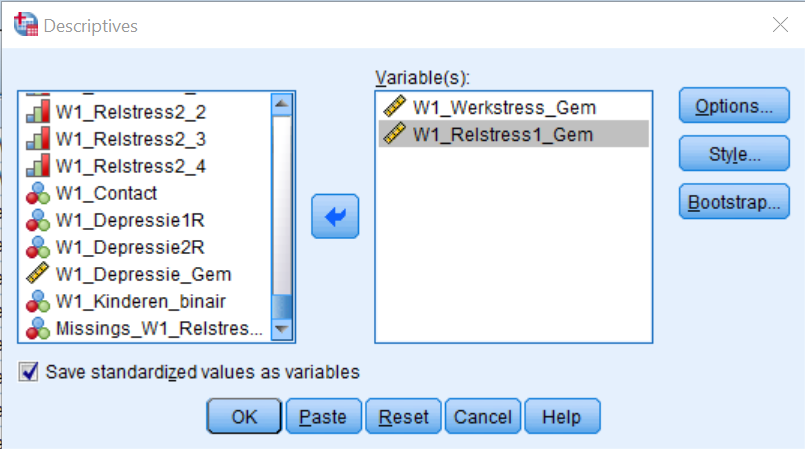 Descriptives
W1_Relstress2_2
W1_Relstress2_3
W1_Relstress2_4
W1_Contact
W1_Depressie1R
W1_Depressie2R
W1_Depressie_Gem
W1_Kinderen_binair
Missings_W1_Relstres...
Variable(s):
W1_Werkstress_Gem
W1_Relstress1_Gem
Options...
Style...
Bootstrap...
Save standardized values as variables
OK Paste Reset Cancel Help